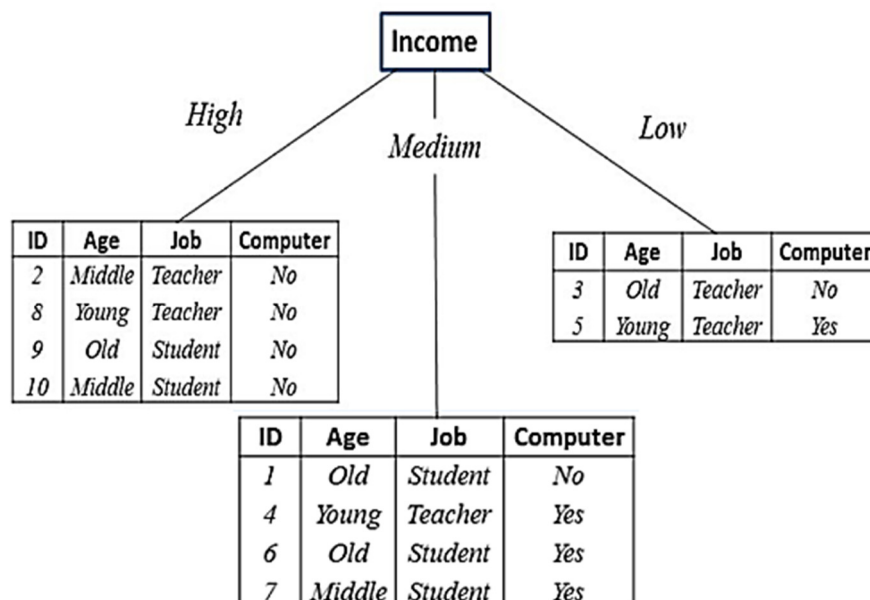 Income
High
Medium
Low
ID Age Job Computer
2 Middle Teacher No
8 Young Teacher No
9 Old Student No
10 Middle Student No
ID Age Job Computer
3 Old Teacher No
5 Young Teacher Yes
ID Age Job Computer
1 Old Student No
4 Young Teacher Yes
6 Old Student Yes
7 Middle Student Yes